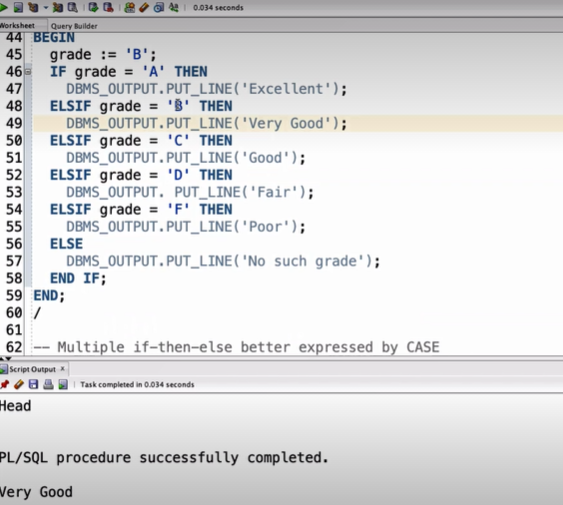 0.034 seconds
Worksheet Query Builder
44 BEGIN
45 grade := 'B';
46 IF grade = 'A' THEN
47 DBMS_OUTPUT.PUT_LINE('Excellent');
48 ELSIF grade = 'B' THEN
49 DBMS_OUTPUT.PUT_LINE('Very Good');
50 ELSIF grade = 'C' THEN
51 DBMS_OUTPUT.PUT_LINE('Good');
52 ELSIF grade = 'D' THEN
53 DBMS_OUTPUT. PUT_LINE('Fair');
54 ELSIF grade = 'F' THEN
55 DBMS_OUTPUT.PUT_LINE('Poor');
56 ELSE
57 DBMS_OUTPUT.PUT_LINE('No such grade');
58 END IF;
59 END;
60 /
61
62 -- Multiple if-then-else better expressed by CASE
Script Output x
Task completed in 0.034 seconds
Head
PL/SQL procedure successfully completed.
Very Good